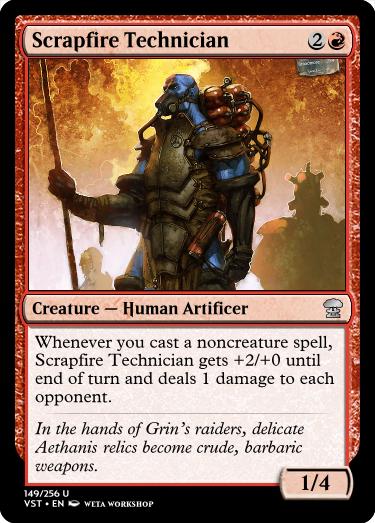 Scrapfire Technician 2
Creature — Human Artificer
Whenever you cast a noncreature spell,
Scrapfire Technician gets +2/+0 until
end of turn and deals 1 damage to each
opponent.
In the hands of Grin's raiders, delicate
Aethanis relics become crude, barbaric
weapons.
1/4
149/256 U
VST • EN WETA WORKSHOP